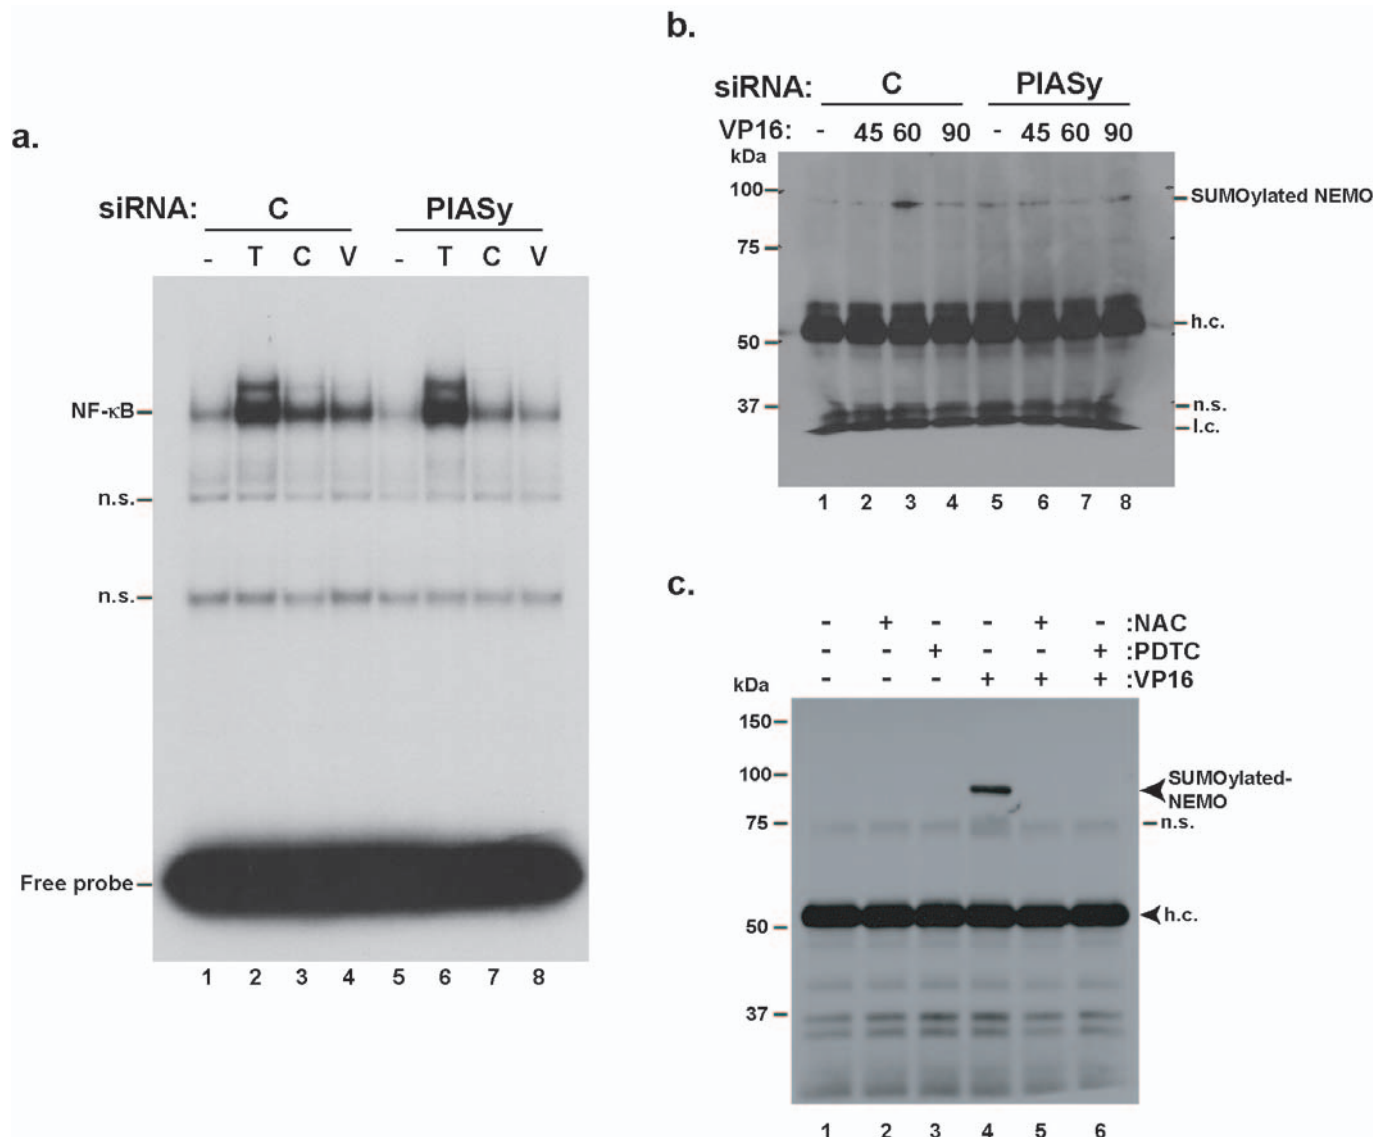 a.
siRNA: C PIASy
- T C V - T C V
NF-κB
n.s.
n.s.
Free probe
1 2 3 4 5 6 7 8
b.
siRNA: C PIASy
VP16: - 45 60 90 - 45 60 90
kDa
100
SUMOylated NEMO
75
h.c.
50
37
n.s.
l.c.
1 2 3 4 5 6 7 8
c.
- + - - + - :NAC
- - + - - + :PDTC
- - - + + + :VP16
kDa
150
100
SUMOylated-
NEMO
75
n.s.
h.c.
50
37
1 2 3 4 5 6